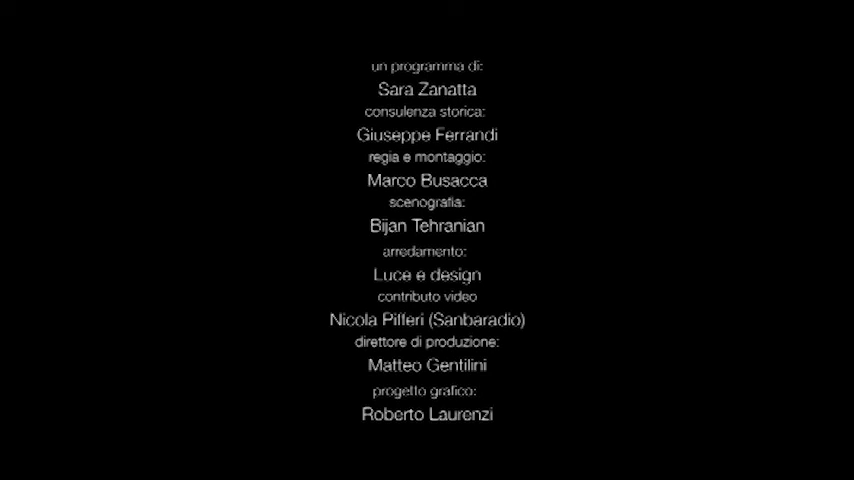 un programma di:
Sara Zanatta
consulenza storica:
Giuseppe Ferrandi
regia e montaggio:
Marco Busacca
scenografia:
Bijan Tehranian
arredamento:
Luce e design
contributo video
Nicola Pifferi (Sanbaradio)
direttore di produzione:
Matteo Gentilini
progetto grafico:
Roberto Laurenzi